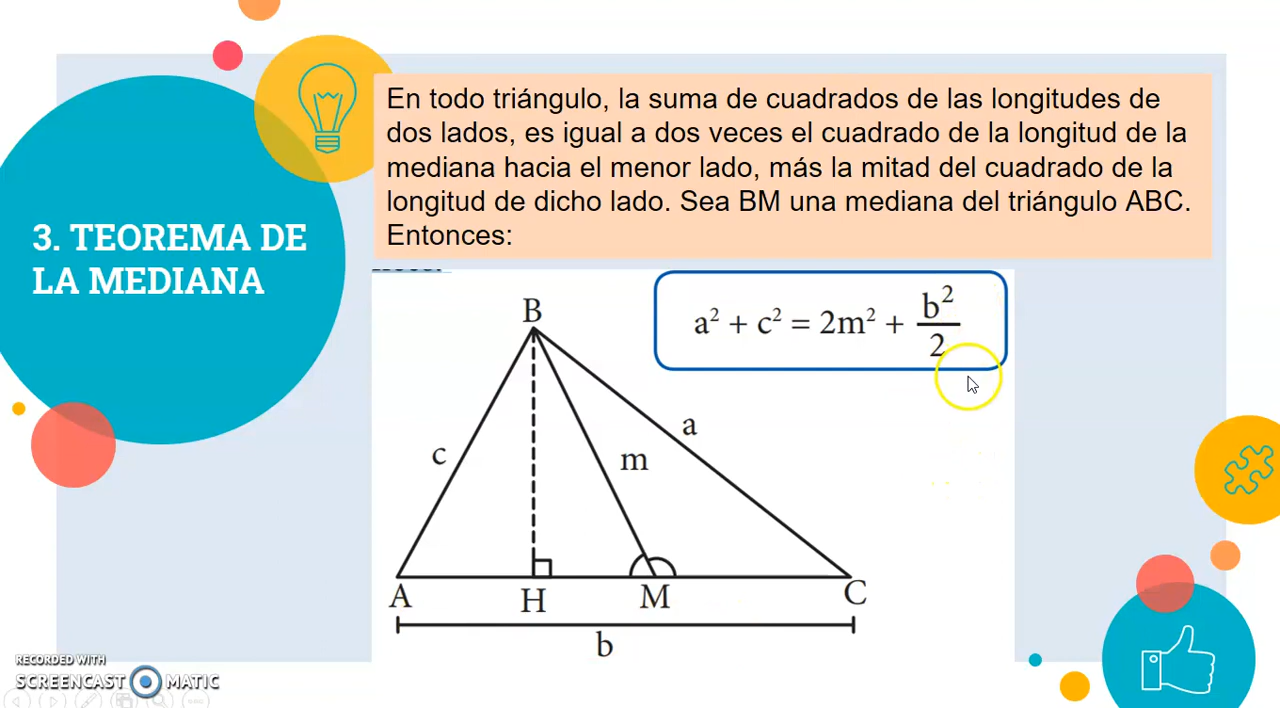 En todo triángulo, la suma de cuadrados de las longitudes de
dos lados, es igual a dos veces el cuadrado de la longitud de la
mediana hacia el menor lado, más la mitad del cuadrado de la
longitud de dicho lado. Sea BM una mediana del triángulo ABC.
Entonces:
3. TEOREMA DE
LA MEDIANA
a² + c² = 2m² + b²/2
B
c
m
a
A
H
M
C
b
RECORDED WITH
SCREENCAST MATIC